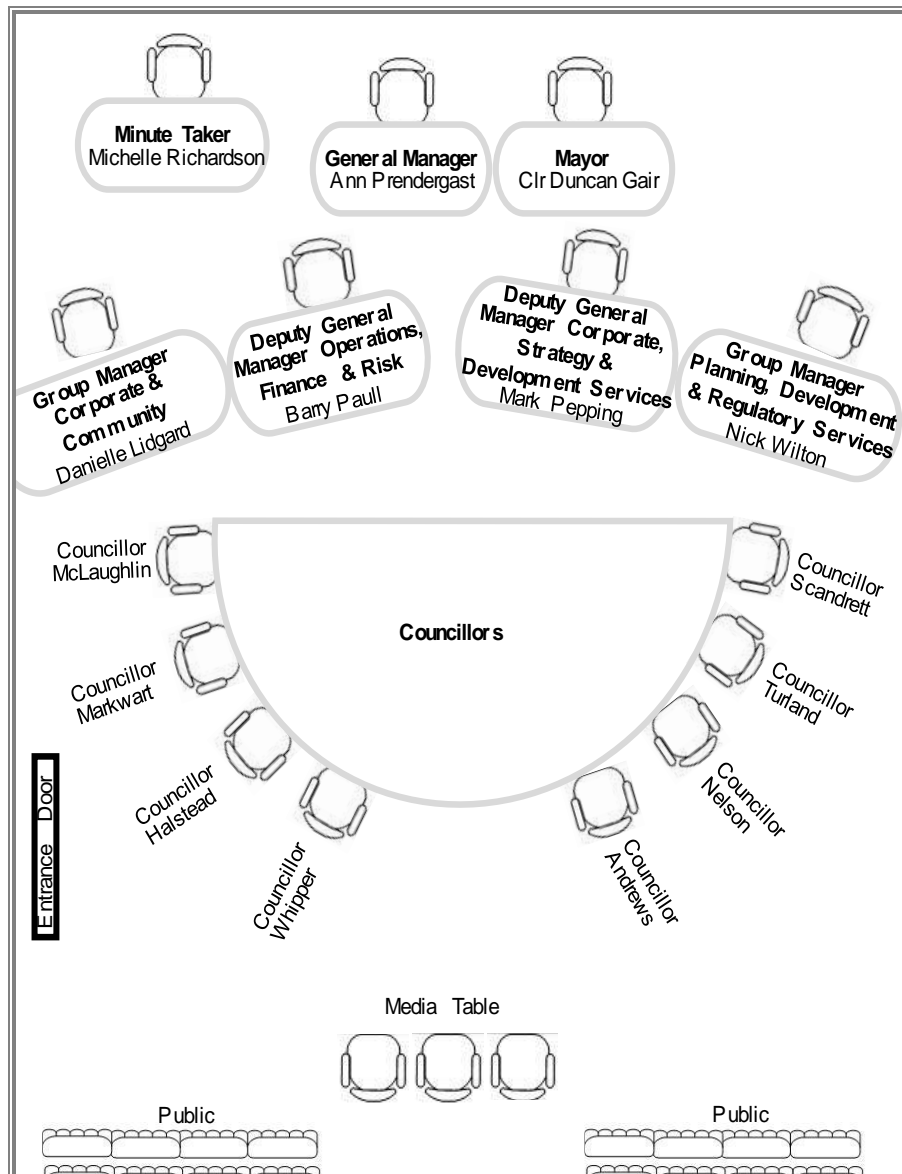 Minute Taker
Michelle Richardson
General Manager
Ann Prendergast
Mayor
Clr Duncan Gair
Group Manager
Corporate &
Community
Danielle Lidgard
Deputy General
Manager Operations,
Finance & Risk
Barry Paull
Deputy General
Manager Corporate,
Strategy &
Development Services
Mark Pepping
Group Manager
Planning, Development
& Regulatory Services
Nick Wilton
Councillor
McLaughlin
Councillor
Scandrett
Councillors
Councillor
Markwart
Councillor
Turland
Councillor
Halstead
Councillor
Nelson
Entrance Door
Councillor
Whipper
Councillor
Andrews
Media Table
Public
Public